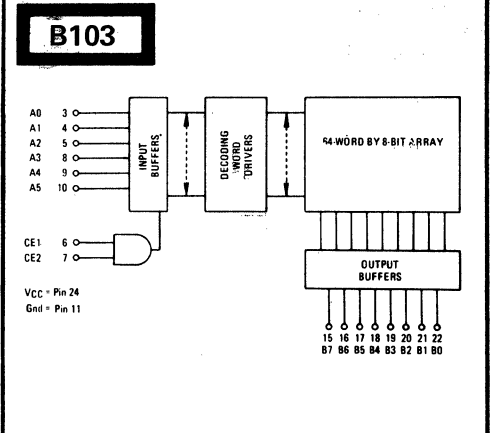 B103
A0 3
A1 4
A2 5
A3 8
A4 9
A5 10
INPUT
BUFFERS
DECODING
WORD
DRIVERS
64-WORD BY 8-BIT ARRAY
CE1 6
CE2 7
OUTPUT
BUFFERS
VCC = Pin 24
Gnd = Pin 11
15 16 17 18 19 20 21 22
B7 B6 B5 B4 B3 B2 B1 B0